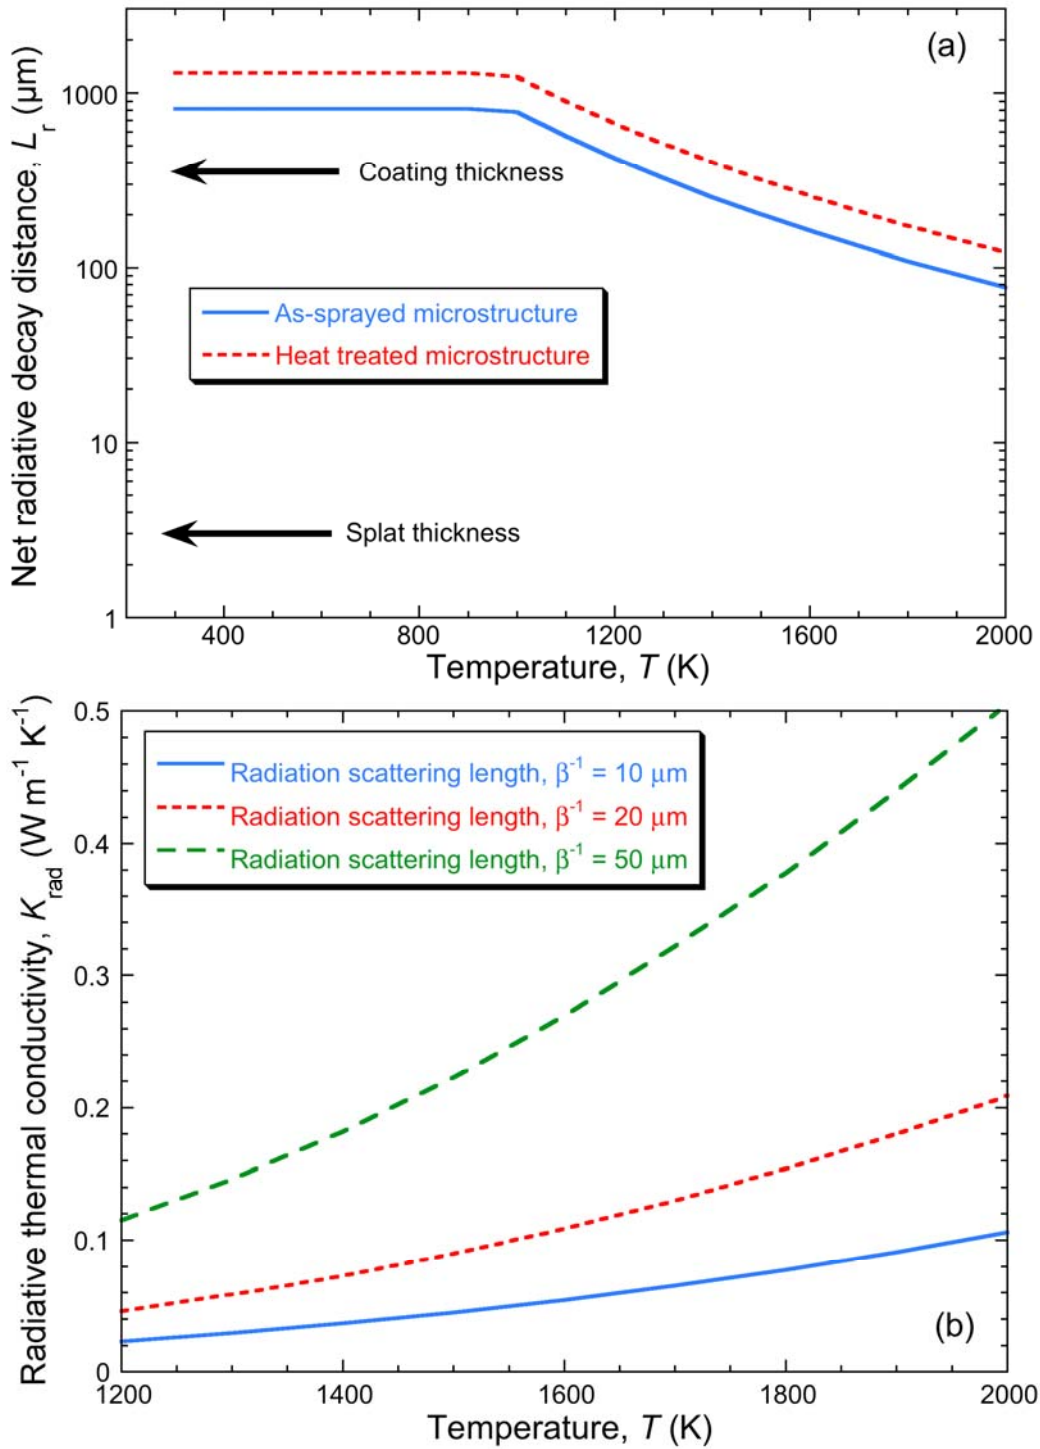 (a)
Net radiative decay distance, Lr (μm)
1000
100
10
1
Coating thickness
As-sprayed microstructure
Heat treated microstructure
Splat thickness
400 800 1200 1600 2000
Temperature, T (K)
Radiative thermal conductivity, Krad (W m-1 K-1)
0.5
0.4
0.3
0.2
0.1
0
Radiation scattering length, β-1 = 10 μm
Radiation scattering length, β-1 = 20 μm
Radiation scattering length, β-1 = 50 μm
(b)
1200 1400 1600 1800 2000
Temperature, T (K)